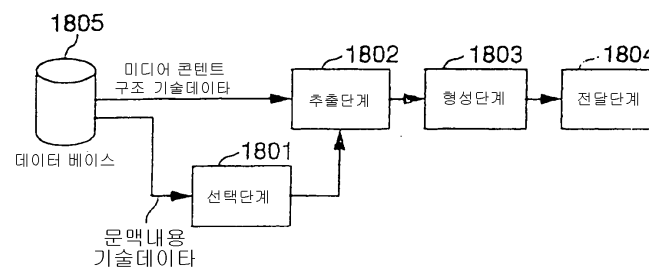 1805
미디어 콘텐트
구조 기술데이타
데이터 베이스
1802
추출단계
1803
형성단계
1804
전달단계
1801
선택단계
문맥내용
기술데이타